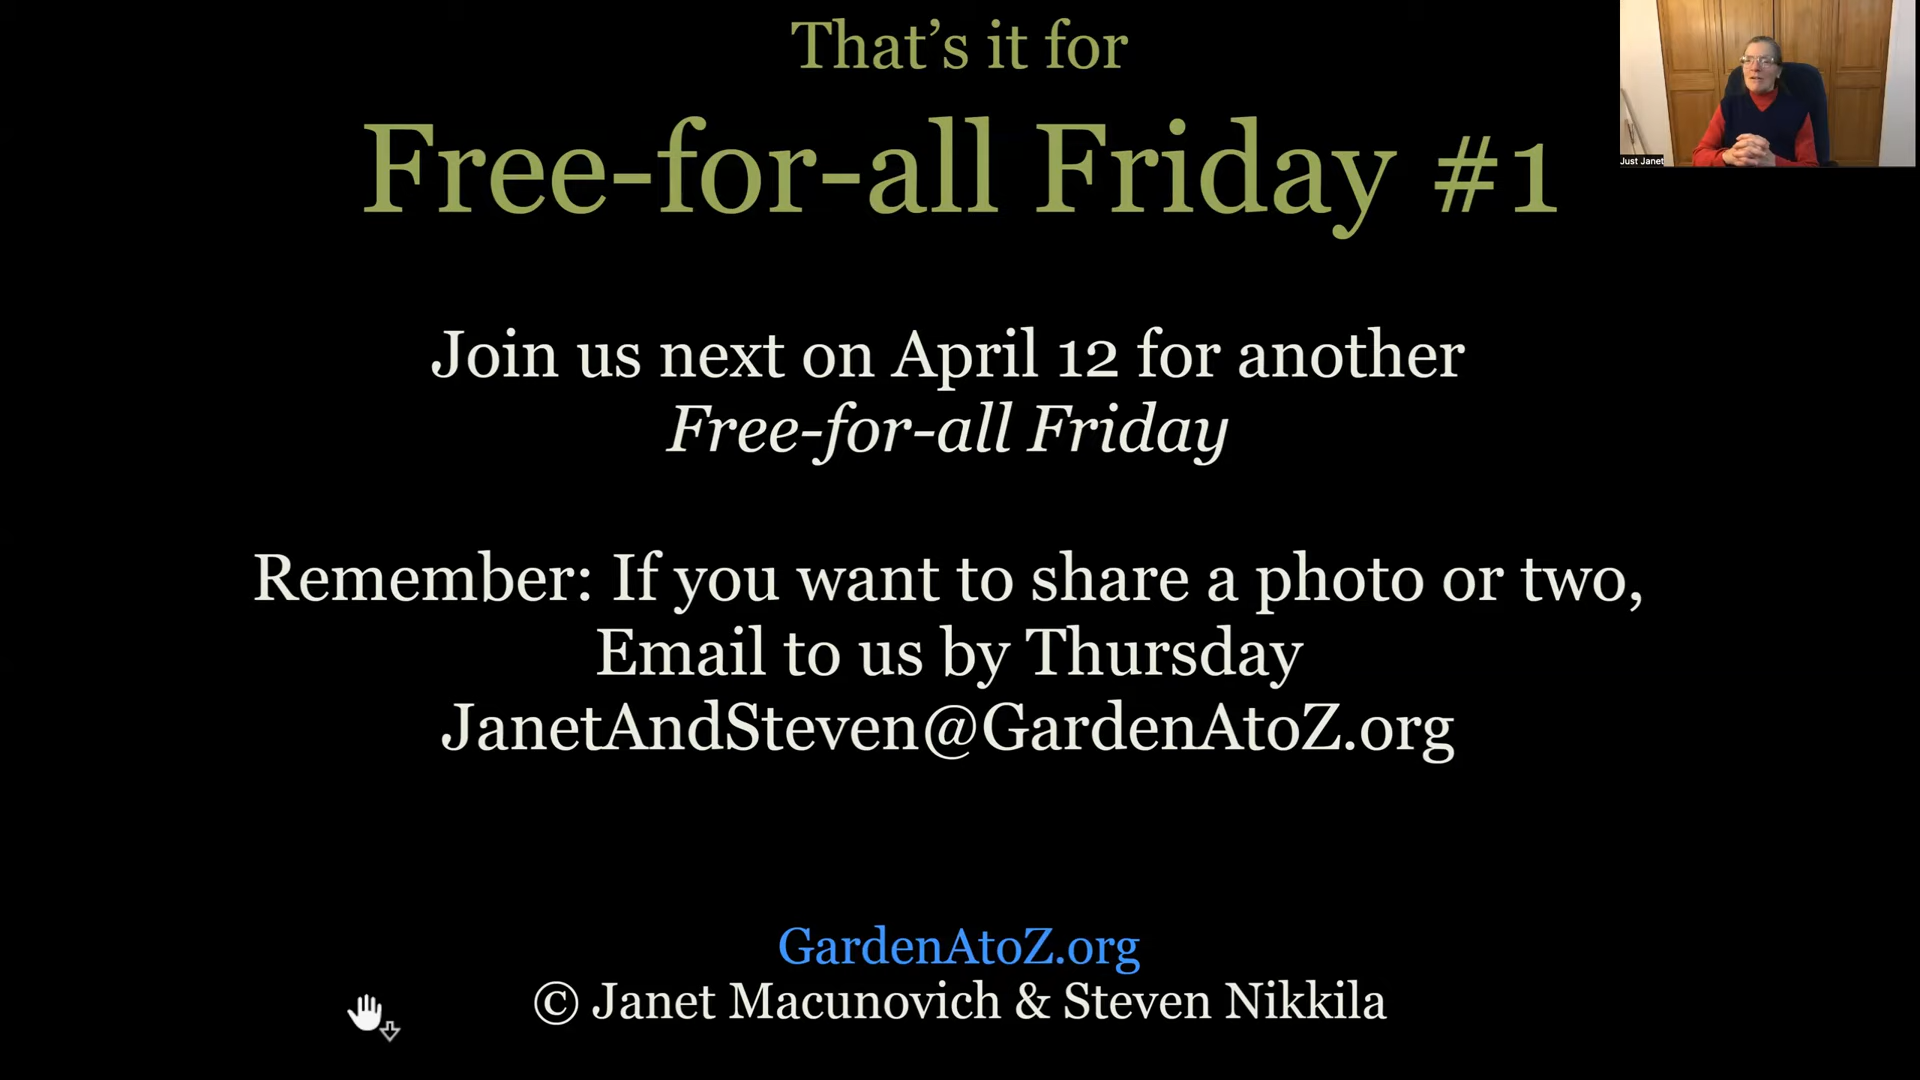 That's it for
Free-for-all Friday #1
Just Janet
Join us next on April 12 for another
Free-for-all Friday
Remember: If you want to share a photo or two,
Email to us by Thursday
JanetAndSteven@GardenAtoZ.org
GardenAtoZ.org
© Janet Macunovich & Steven Nikkila